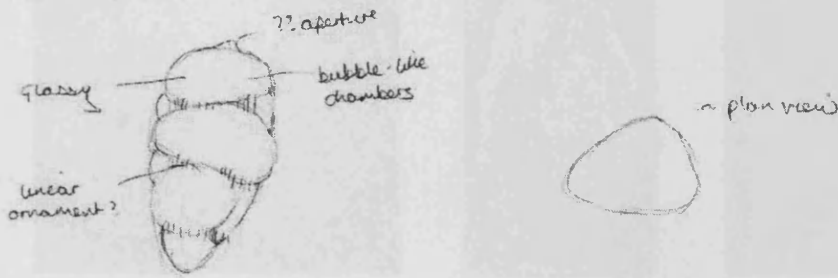 ?? aperture
glassy
bubble-like
chambers
~ plan view
linear
ornament?